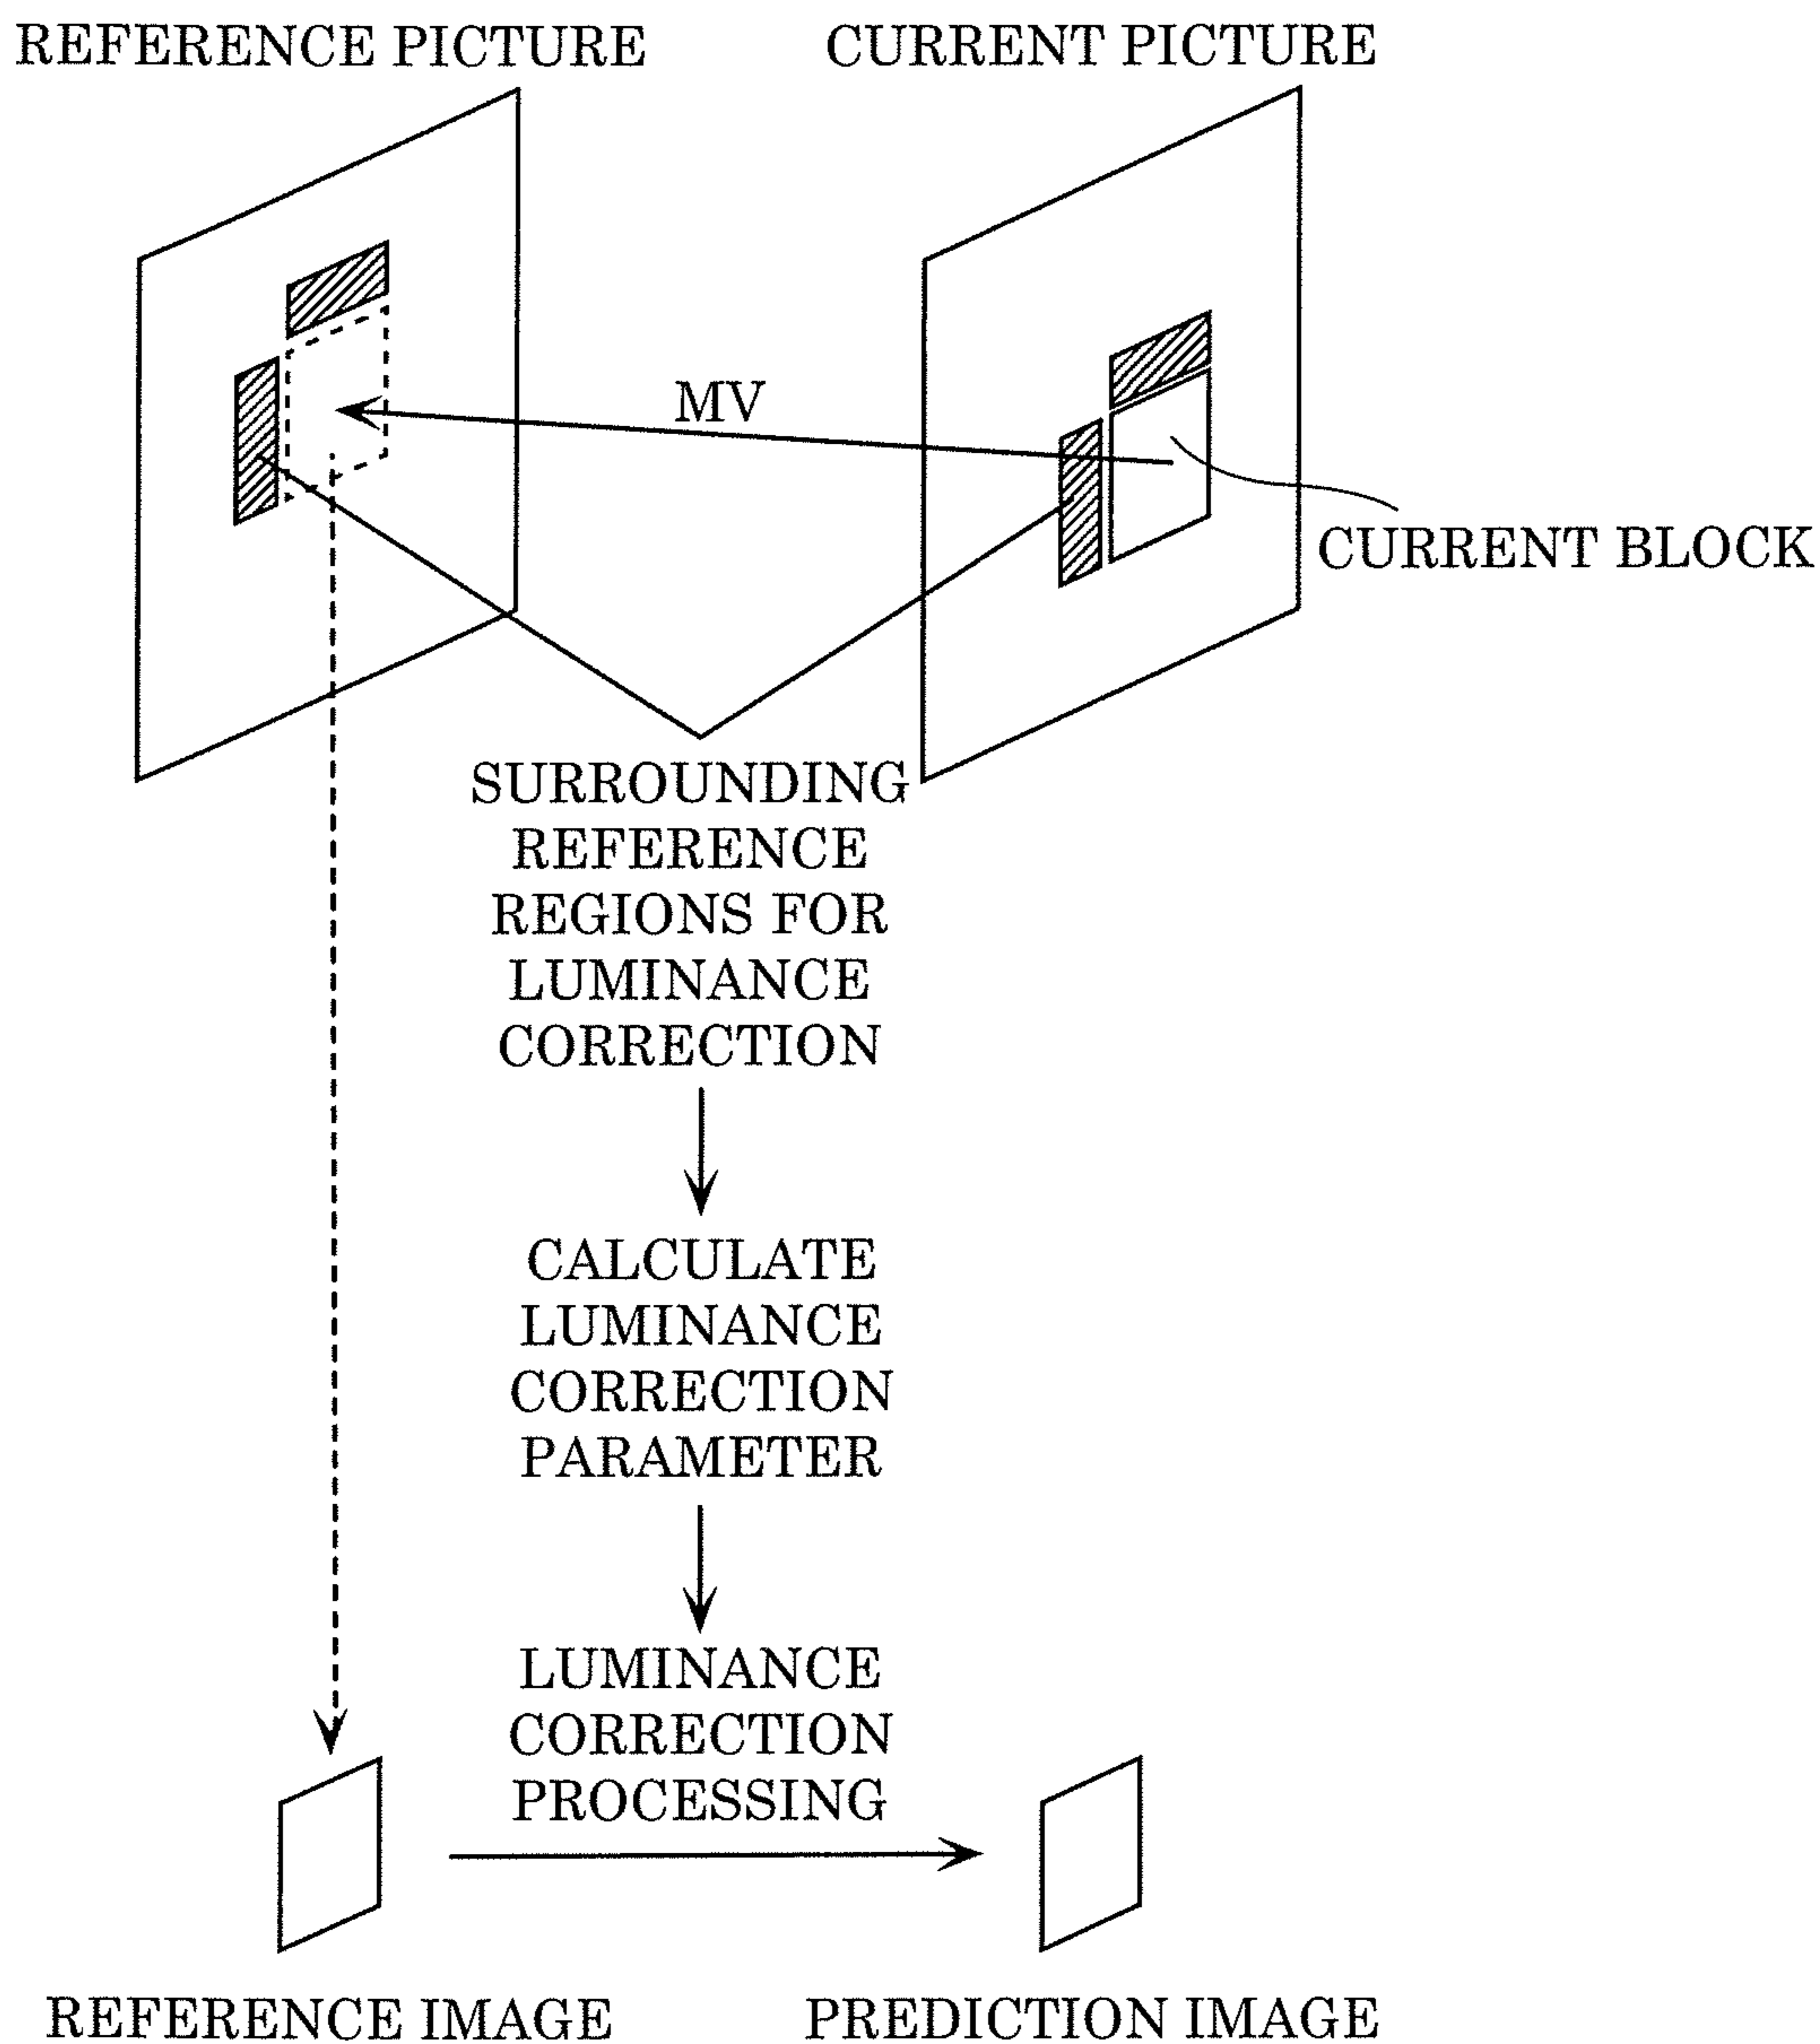 REFERENCE PICTURE
CURRENT PICTURE
MV
CURRENT BLOCK
SURROUNDING
REFERENCE
REGIONS FOR
LUMINANCE
CORRECTION
CALCULATE
LUMINANCE
CORRECTION
PARAMETER
LUMINANCE
CORRECTION
PROCESSING
REFERENCE IMAGE
PREDICTION IMAGE